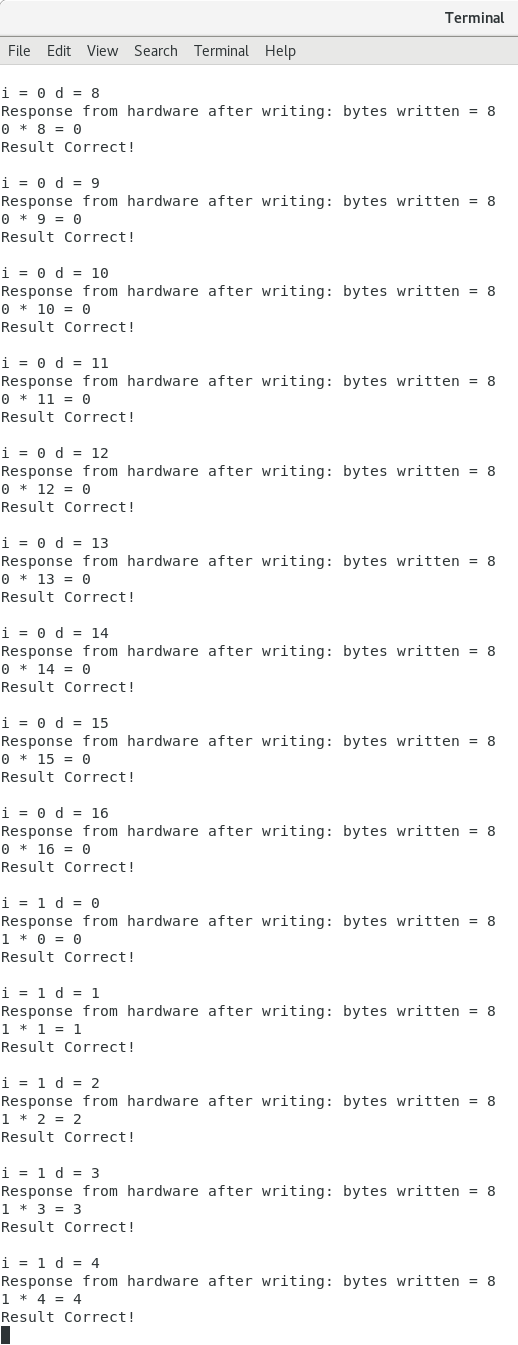 Terminal
File Edit View Search Terminal Help
i = 0 d = 8
Response from hardware after writing: bytes written = 8
0 * 8 = 0
Result Correct!
i = 0 d = 9
Response from hardware after writing: bytes written = 8
0 * 9 = 0
Result Correct!
i = 0 d = 10
Response from hardware after writing: bytes written = 8
0 * 10 = 0
Result Correct!
i = 0 d = 11
Response from hardware after writing: bytes written = 8
0 * 11 = 0
Result Correct!
i = 0 d = 12
Response from hardware after writing: bytes written = 8
0 * 12 = 0
Result Correct!
i = 0 d = 13
Response from hardware after writing: bytes written = 8
0 * 13 = 0
Result Correct!
i = 0 d = 14
Response from hardware after writing: bytes written = 8
0 * 14 = 0
Result Correct!
i = 0 d = 15
Response from hardware after writing: bytes written = 8
0 * 15 = 0
Result Correct!
i = 0 d = 16
Response from hardware after writing: bytes written = 8
0 * 16 = 0
Result Correct!
i = 1 d = 0
Response from hardware after writing: bytes written = 8
1 * 0 = 0
Result Correct!
i = 1 d = 1
Response from hardware after writing: bytes written = 8
1 * 1 = 1
Result Correct!
i = 1 d = 2
Response from hardware after writing: bytes written = 8
1 * 2 = 2
Result Correct!
i = 1 d = 3
Response from hardware after writing: bytes written = 8
1 * 3 = 3
Result Correct!
i = 1 d = 4
Response from hardware after writing: bytes written = 8
1 * 4 = 4
Result Correct!